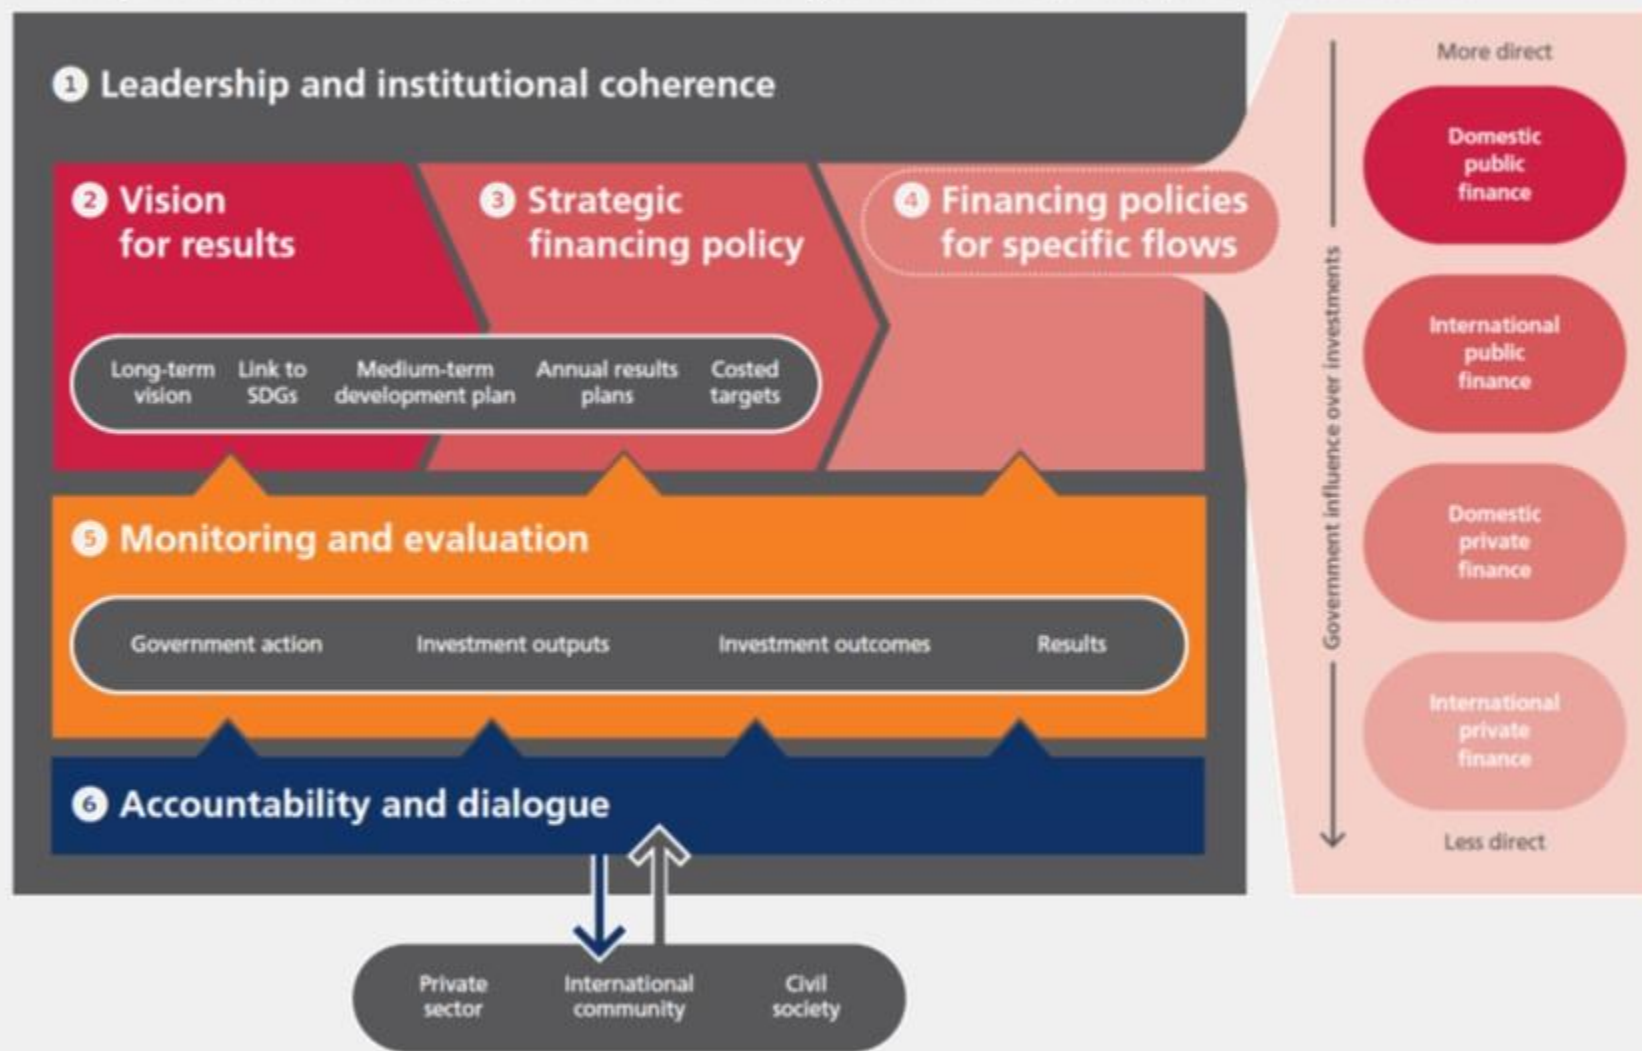 1 Leadership and institutional coherence
2 Vision
for results
3 Strategic
financing policy
4 Financing policies
for specific flows
Long-term
vision
Link to
SDGs
Medium-term
development plan
Annual results
plans
Costed
targets
5 Monitoring and evaluation
Government action
Investment outputs
Investment outcomes
Results
6 Accountability and dialogue
Private
sector
International
community
Civil
society
More direct
Government influence over investments
Less direct
Domestic
public
finance
International
public
finance
Domestic
private
finance
International
private
finance